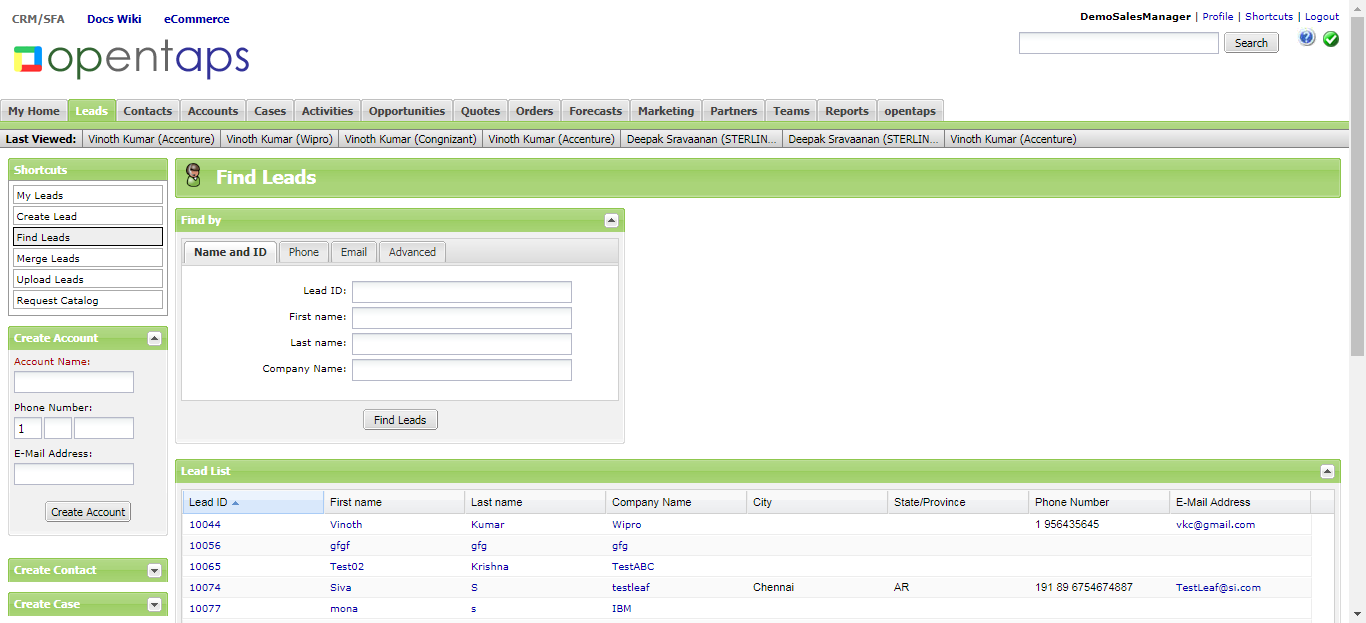 CRM/SFA Docs Wiki eCommerce
DemoSalesManager | Profile | Shortcuts | Logout
opentaps
Search
My Home Leads Contacts Accounts Cases Activities Opportunities Quotes Orders Forecasts Marketing Partners Teams Reports opentaps
Last Viewed: Vinoth Kumar (Accenture) Vinoth Kumar (Wipro) Vinoth Kumar (Congnizant) Vinoth Kumar (Accenture) Deepak Sravaanan (STERLIN... Deepak Sravaanan (STERLIN... Vinoth Kumar (Accenture)
Shortcuts
My Leads
Create Lead
Find Leads
Merge Leads
Upload Leads
Request Catalog
Create Account
Account Name:
Phone Number:
1
E-Mail Address:
Create Account
Create Contact
Create Case
Find Leads
Find by
Name and ID Phone Email Advanced
Lead ID:
First name:
Last name:
Company Name:
Find Leads
Lead List
Lead ID First name Last name Company Name City State/Province Phone Number E-Mail Address
10044 Vinoth Kumar Wipro 1 956435645 vkc@gmail.com
10056 gfgf gfg gfg
10065 Test02 Krishna TestABC
10074 Siva S testleaf Chennai AR 191 89 6754674887 TestLeaf@si.com
10077 mona s IBM